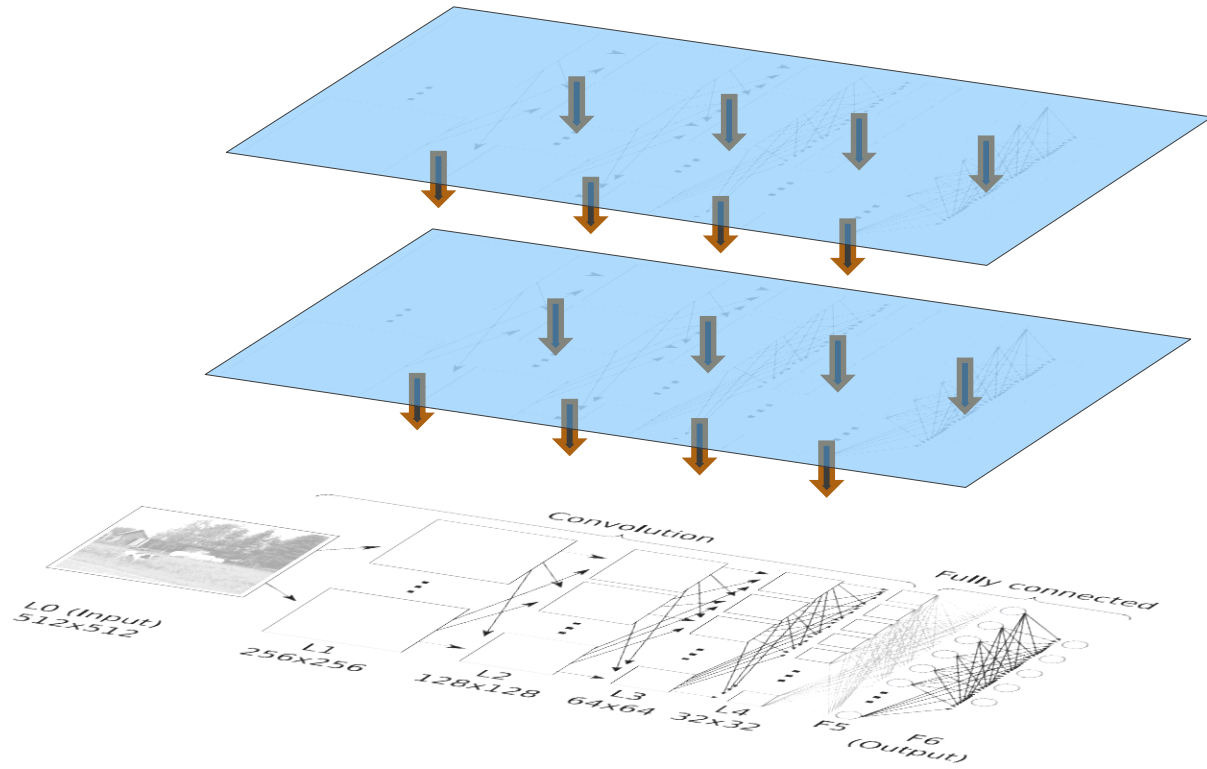 Convolution
Fully connected
L0 (Input)
512x512
L1
256x256
L2
128x128
L3
64x64
L4
32x32
F5
F6
(Output)